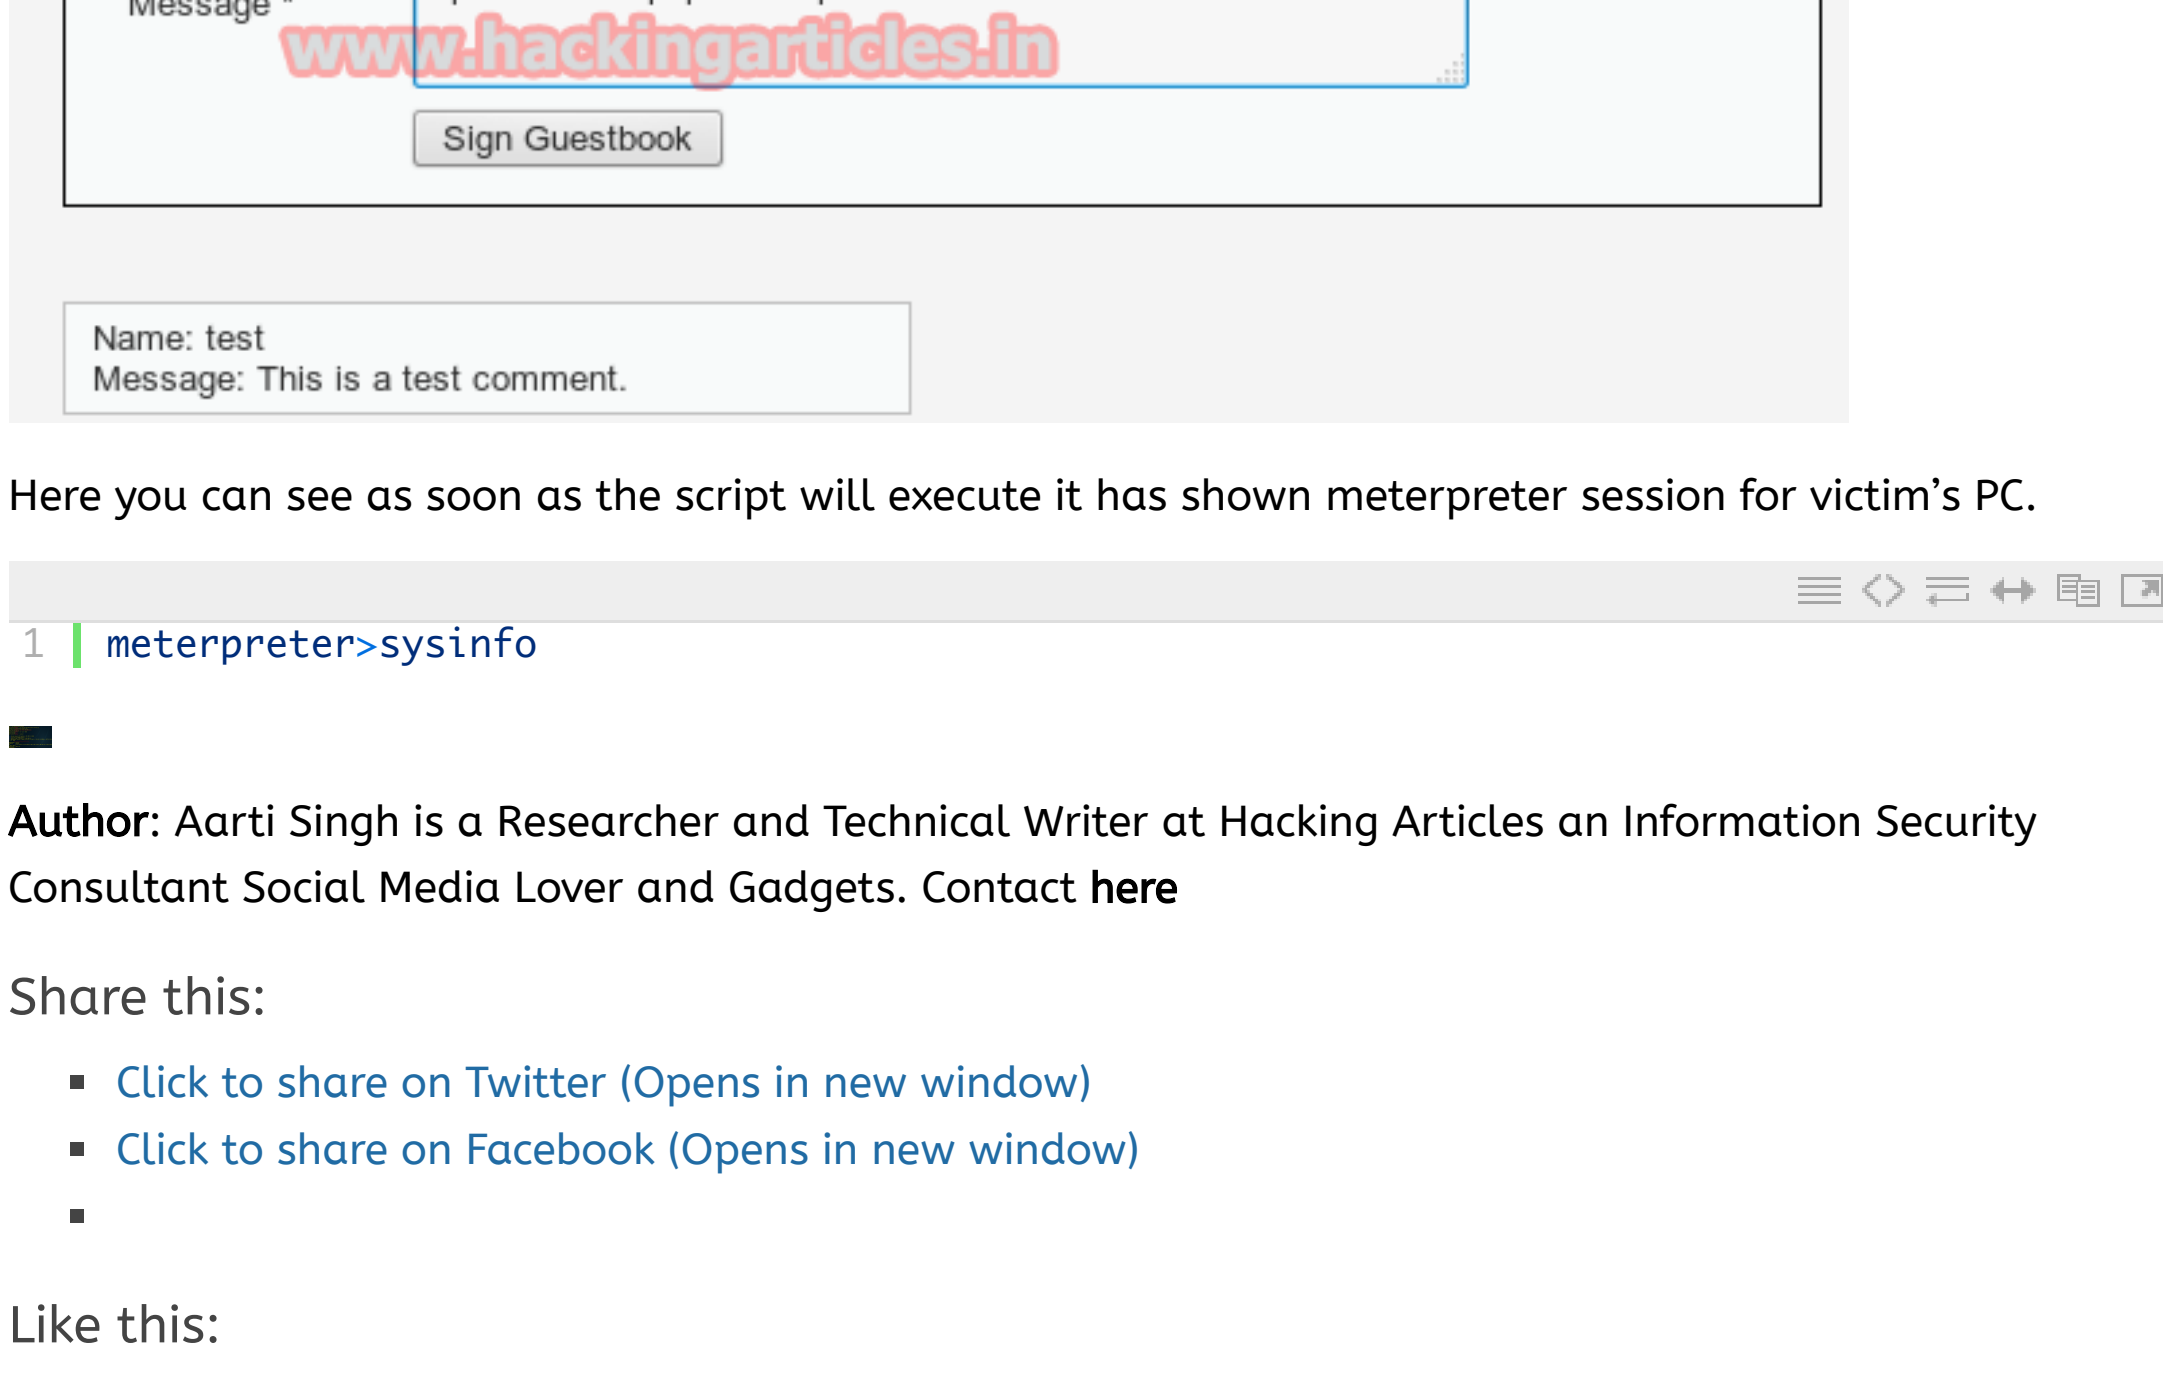 Message *
www.hackingarticles.in
Sign Guestbook
Name: test
Message: This is a test comment.
Here you can see as soon as the script will execute it has shown meterpreter session for victim’s PC.
1 meterpreter>sysinfo
Author: Aarti Singh is a Researcher and Technical Writer at Hacking Articles an Information Security
Consultant Social Media Lover and Gadgets. Contact here
Share this:
Click to share on Twitter (Opens in new window)
Click to share on Facebook (Opens in new window)
Like this: